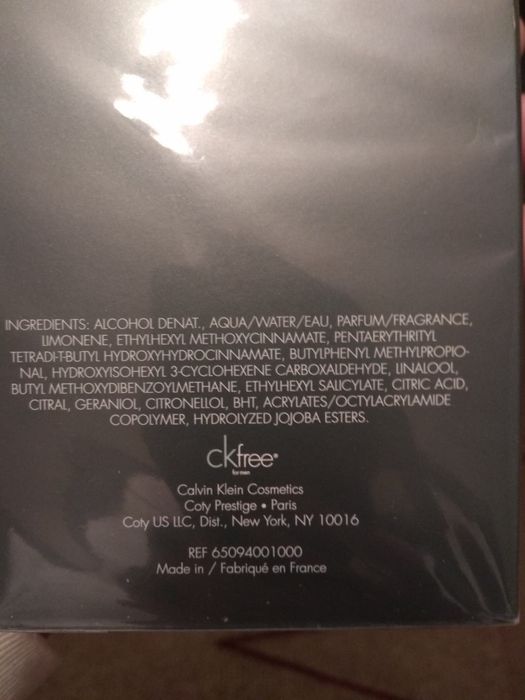 INGREDIENTS: ALCOHOL DENAT., AQUA/WATER/EAU, PARFUM/FRAGRANCE,
LIMONENE, ETHYLHEXYL METHOXYCINNAMATE, PENTAERYTHRITYL
TETRADI-T-BUTYL HYDROXYHYDROCINNAMATE, BUTYLPHENYL METHYLPROPIO-
NAL, HYDROXYISOHEXYL 3-CYCLOHEXENE CARBOXALDEHYDE, LINALOOL,
BUTYL METHOXYDIBENZOYLMETHANE, ETHYLHEXYL SALICYLATE, CITRIC ACID,
CITRAL, GERANIOL, CITRONELLOL, BHT, ACRYLATES/OCTYLACRYLAMIDE
COPOLYMER, HYDROLYZED JOJOBA ESTERS.
ckfree®
for men
Calvin Klein Cosmetics
Coty Prestige • Paris
Coty US LLC, Dist., New York, NY 10016
REF 65094001000
Made in / Fabriqué en France